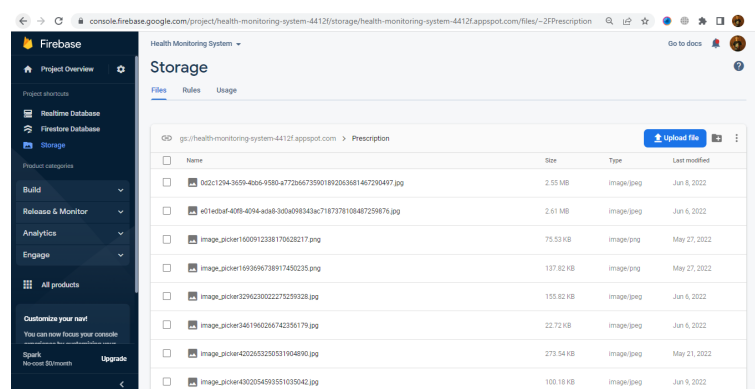 console.firebase.google.com/project/health-monitoring-system-4412f/storage/health-monitoring-system-4412f.appspot.com/files/~2FPrescription
Firebase
Health Monitoring System
Go to docs
Project Overview
Storage
Project shortcuts
Files Rules Usage
Realtime Database
Firestore Database
Storage
gs://health-monitoring-system-4412f.appspot.com > Prescription
Upload file
Name Size Type Last modified
Product categories
0d2c1294-3659-4bb6-9580-a772b66735901892063681467290497.jpg 2.55 MB image/jpeg Jun 8, 2022
Build
e01edbaf-40f8-4094-ada8-3d0a098343ac7187378108487259876.jpg 2.61 MB image/jpeg Jun 6, 2022
Release & Monitor
Analytics
image_picker1600912338170628217.png 75.53 KB image/png May 27, 2022
Engage
image_picker1693696738917450235.png 137.82 KB image/png May 27, 2022
All products
image_picker3296230022275259328.jpg 155.82 KB image/jpeg Jun 6, 2022
Customize your nav!
You can now focus your console
image_picker3461960266742356179.jpg 22.72 KB image/jpeg Jun 6, 2022
experience by customizing your
Spark
No-cost $0/month
Upgrade
image_picker4202653250531904890.jpg 273.54 KB image/jpeg May 21, 2022
image_picker4302054593551035042.jpg 100.18 KB image/jpeg Jun 9, 2022